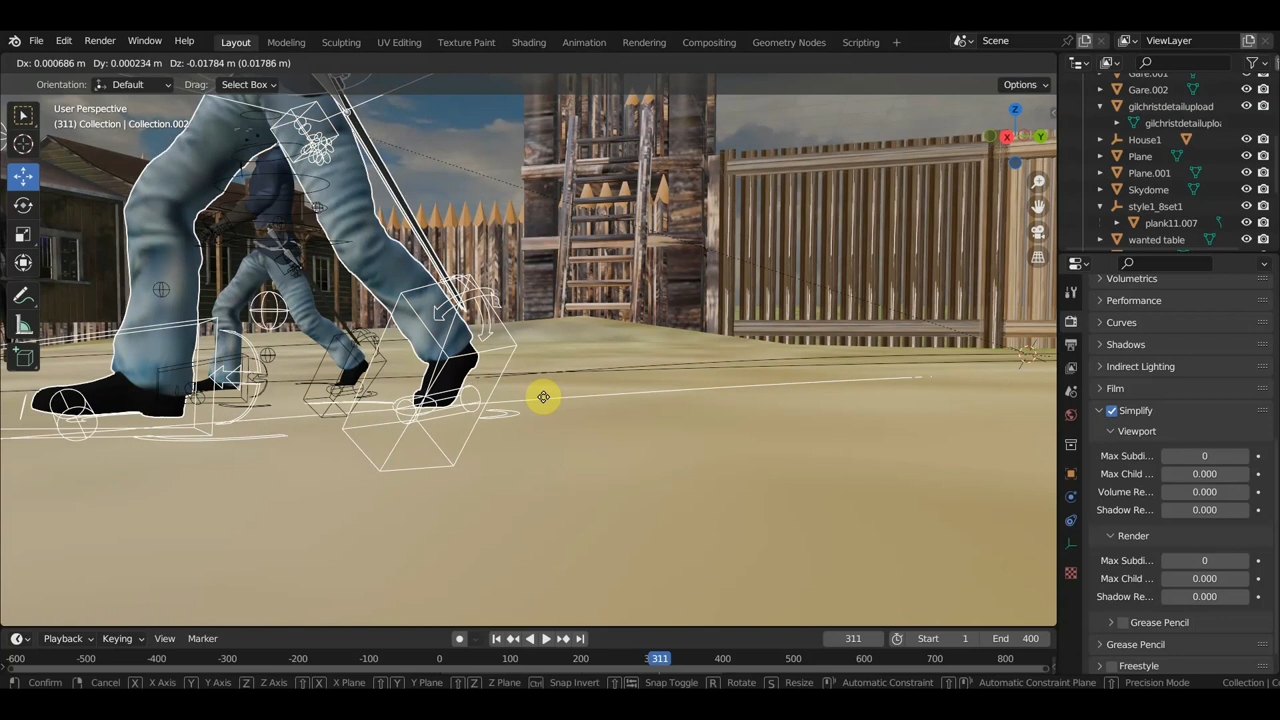 File Edit Render Window Help Layout Modeling Sculpting UV Editing Texture Paint Shading Animation Rendering Compositing Geometry Nodes Scripting + Scene ViewLayer
Dx: 0.000686 m Dy: 0.000234 m Dz: -0.01784 m (0.01786 m)
Orientation: Default Drag: Select Box Options
User Perspective
(311) Collection | Collection.002
Z
X
Y
Gare.001
Gare.002
gilchristdetailupload
gilchristdetailuploa
House1
Plane
Plane.001
Skydome
style1_8set1
plank11.007
wanted table
Volumetrics
Performance
Curves
Shadows
Indirect Lighting
Film
Simplify
Viewport
Max Subdi... 0
Max Child ... 0.000
Volume Re... 0.000
Shadow Re... 0.000
Render
Max Subdi... 0
Max Child ... 0.000
Shadow Re... 0.000
Grease Pencil
Grease Pencil
Freestyle
Playback Keying View Marker 311 Start 1 End 400
-600 -500 -400 -300 -200 -100 0 100 200 311 400 500 600 700 800
Confirm Cancel X X Axis Y Y Axis Z Z Axis X X Plane Y Y Plane Z Z Plane Ctrl Snap Invert Snap Toggle R Rotate S Resize Automatic Constraint Automatic Constraint Plane Precision Mode Collection | Co